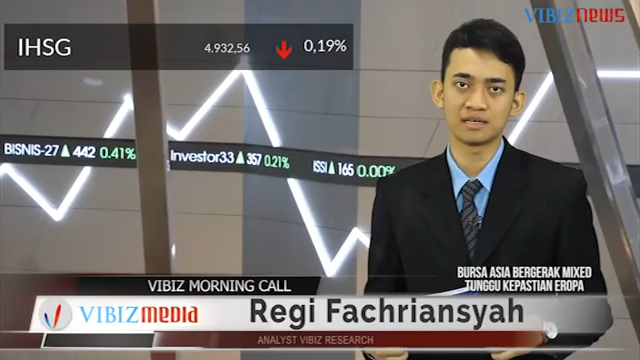 VIBIZNEWS
IHSG 4.932,56 0,19%
BISNIS-27 442 0.41% Investor33 357 0.21% ISSI 165 0.00%
BURSA ASIA BERGERAK MIXED
TUNGGU KEPASTIAN EROPA
VIBIZ MORNING CALL
VIBIZMEDIA Regi Fachriansyah
ANALYST VIBIZ RESEARCH